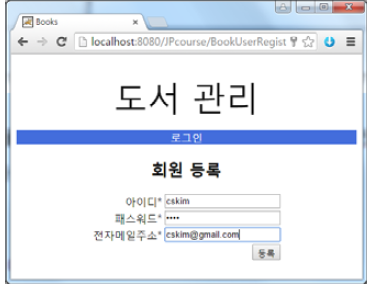 Books
localhost:8080/JPcourse/BookUserRegist
도서 관리
로그인
회원 등록
아이디* cskim
패스워드* ••••
전자메일주소* cskim@gmail.com
등록